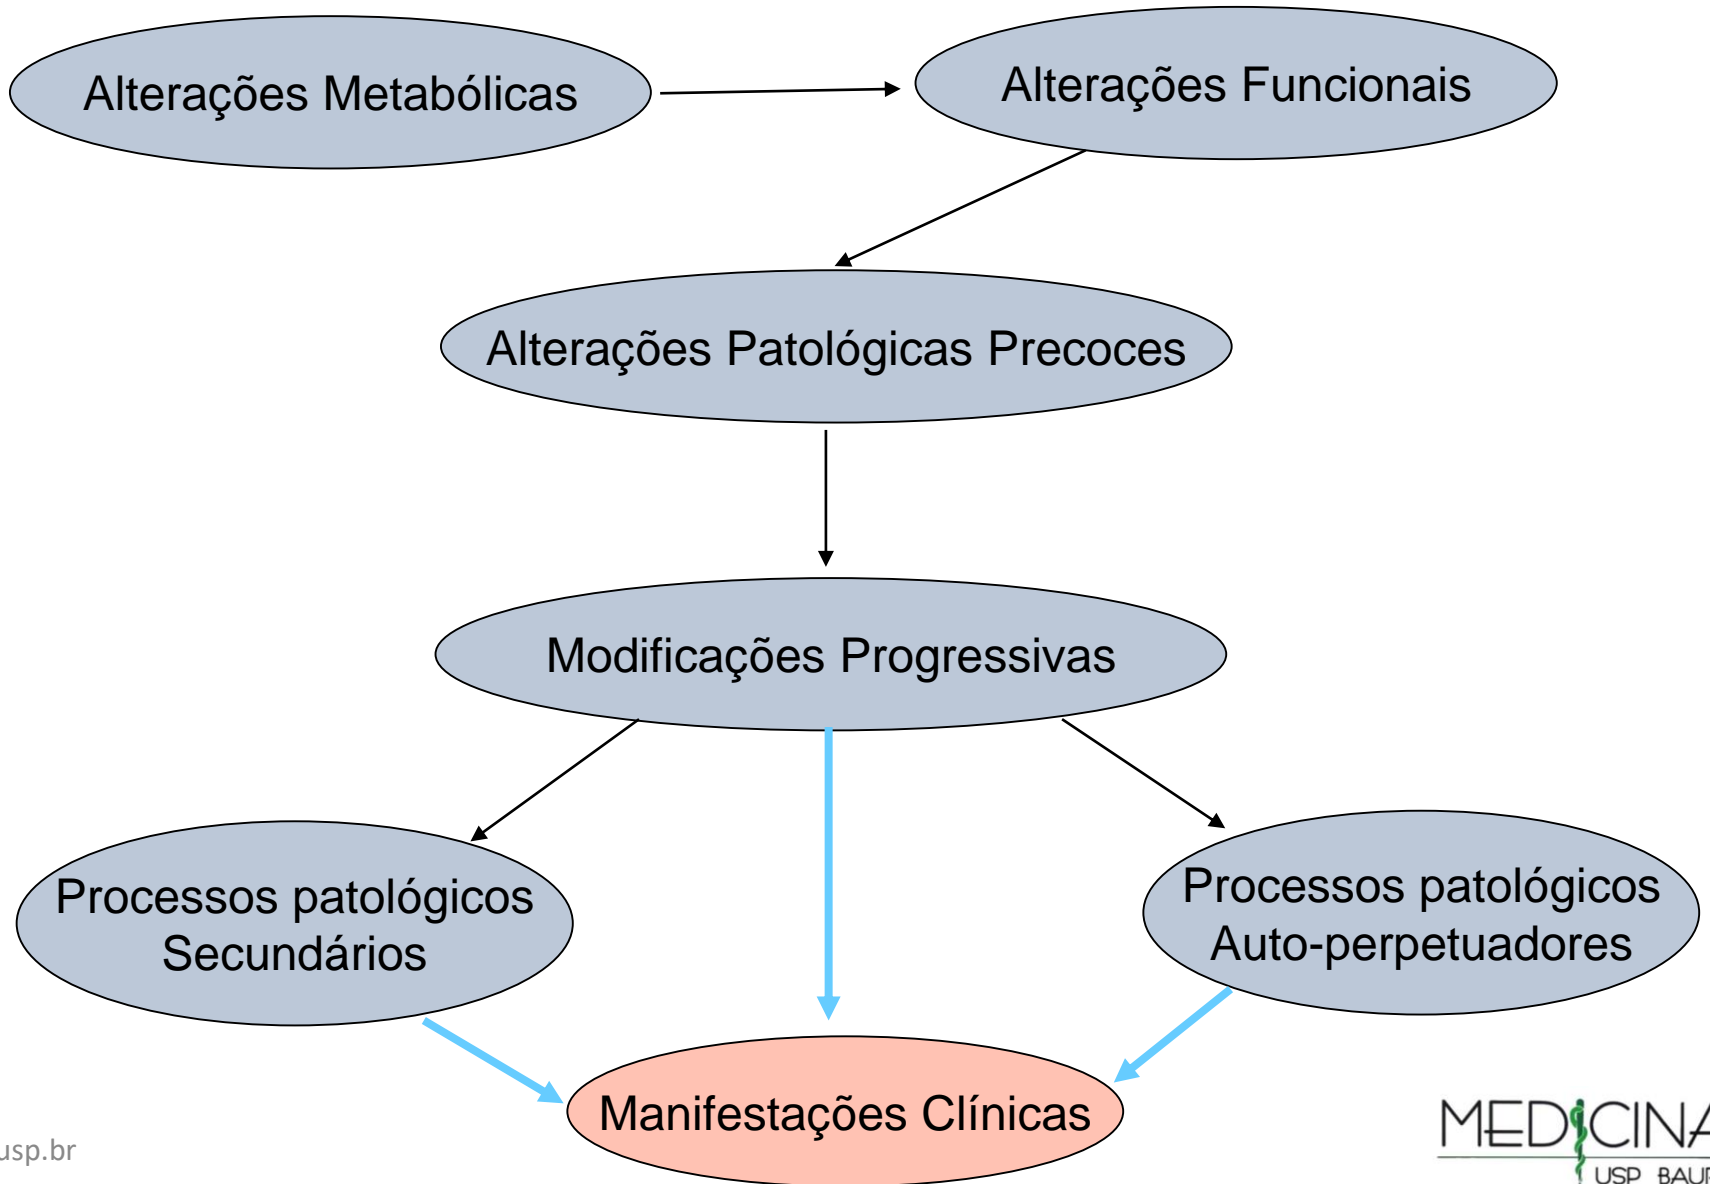 Alterações Metabólicas
Alterações Funcionais
Alterações Patológicas Precoces
Modificações Progressivas
Processos patológicos
Secundários
Processos patológicos
Auto-perpetuadores
Manifestações Clínicas
usp.br
MEDICINA
USP BAUR